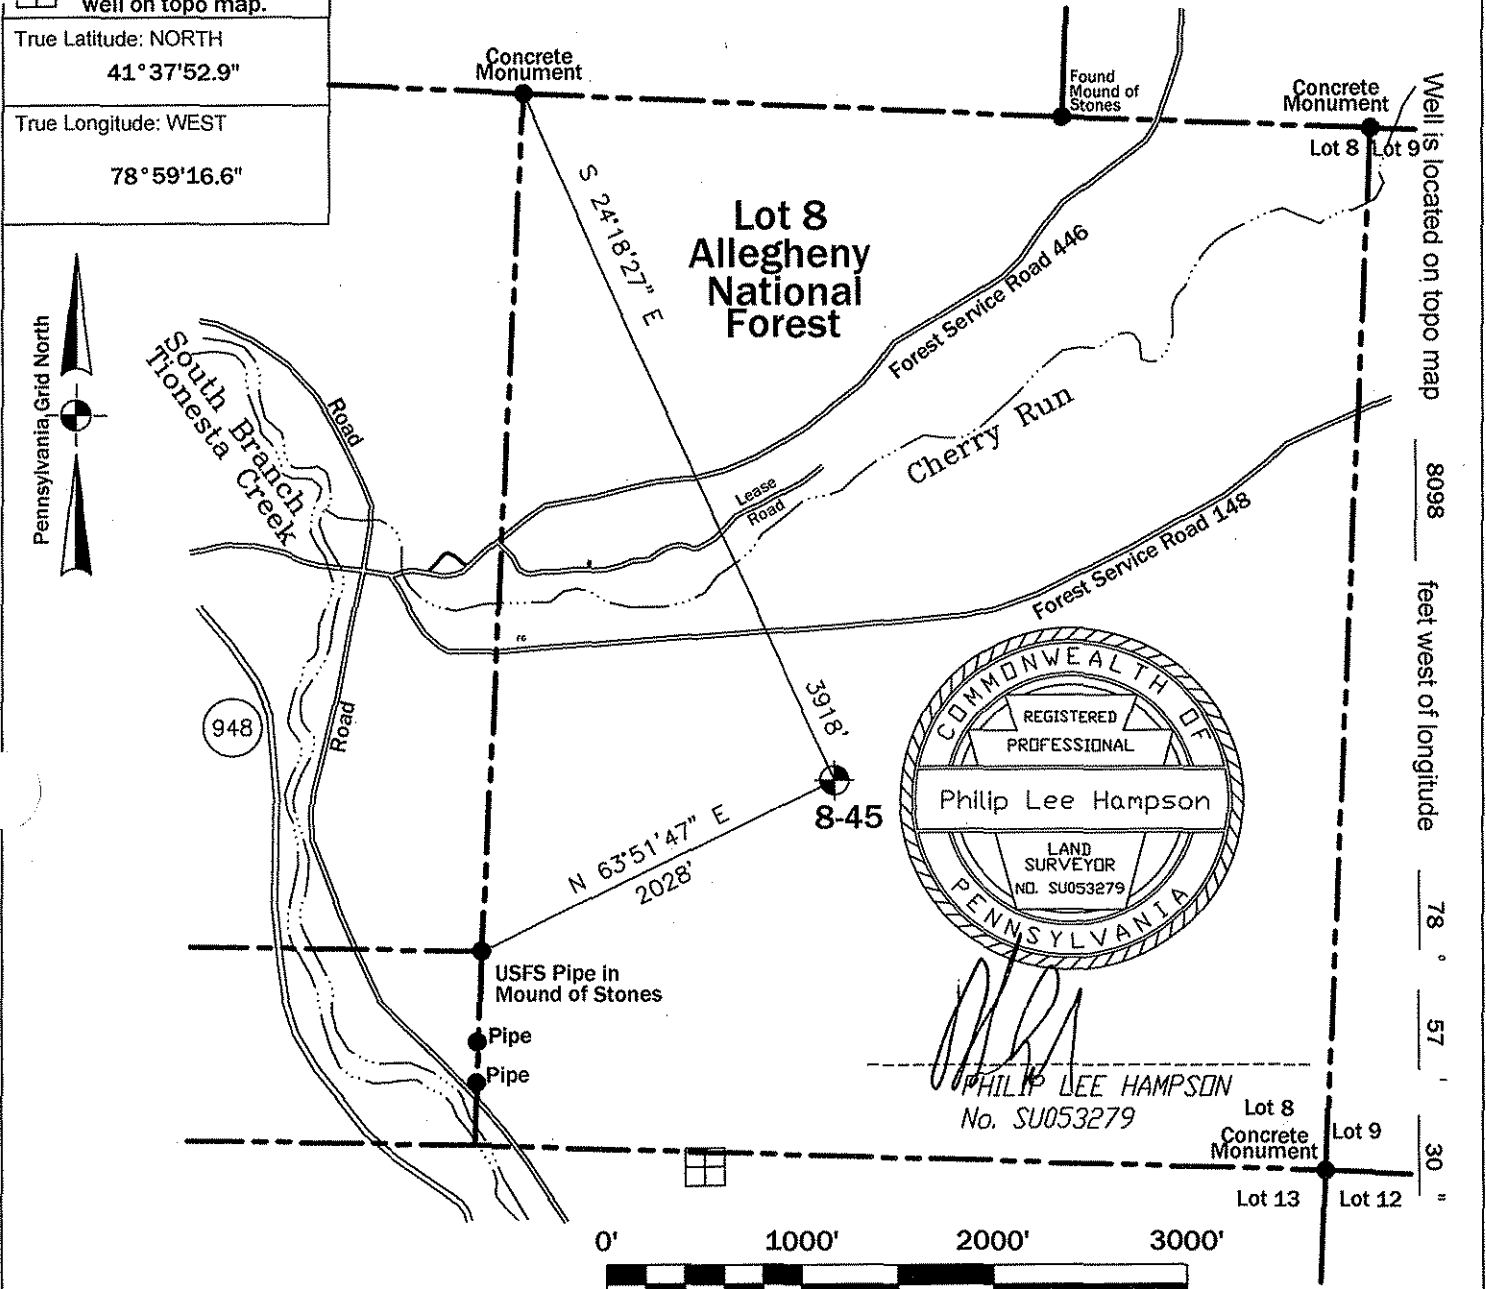 well on topo map.
True Latitude: NORTH
41°37'52.9"
True Longitude: WEST
78°59'16.6"
Concrete
Monument
Found
Mound of
Stones
Concrete
Monument
Lot 8
Lot 9
S 24°18'27" E
Lot 8
Allegheny
National
Forest
Forest Service Road 446
Pennsylvania Grid North
South Branch
Tionesta Creek
Road
Cherry Run
Lease
Road
Forest Service Road 148
948
Road
3918'
8-45
N 63°51'47" E
2028'
COMMONWEALTH OF
REGISTERED
PROFESSIONAL
Philip Lee Hampson
LAND
SURVEYOR
NO. SU053279
PENNSYLVANIA
USFS Pipe in
Mound of Stones
Pipe
Pipe
PHILIP LEE HAMPSON
No. SU053279
Lot 8
Concrete
Monument
Lot 9
Lot 13
Lot 12
0' 1000' 2000' 3000'
Well is located on topo map 8098 feet west of longitude 78 ° 57 ' 30 "